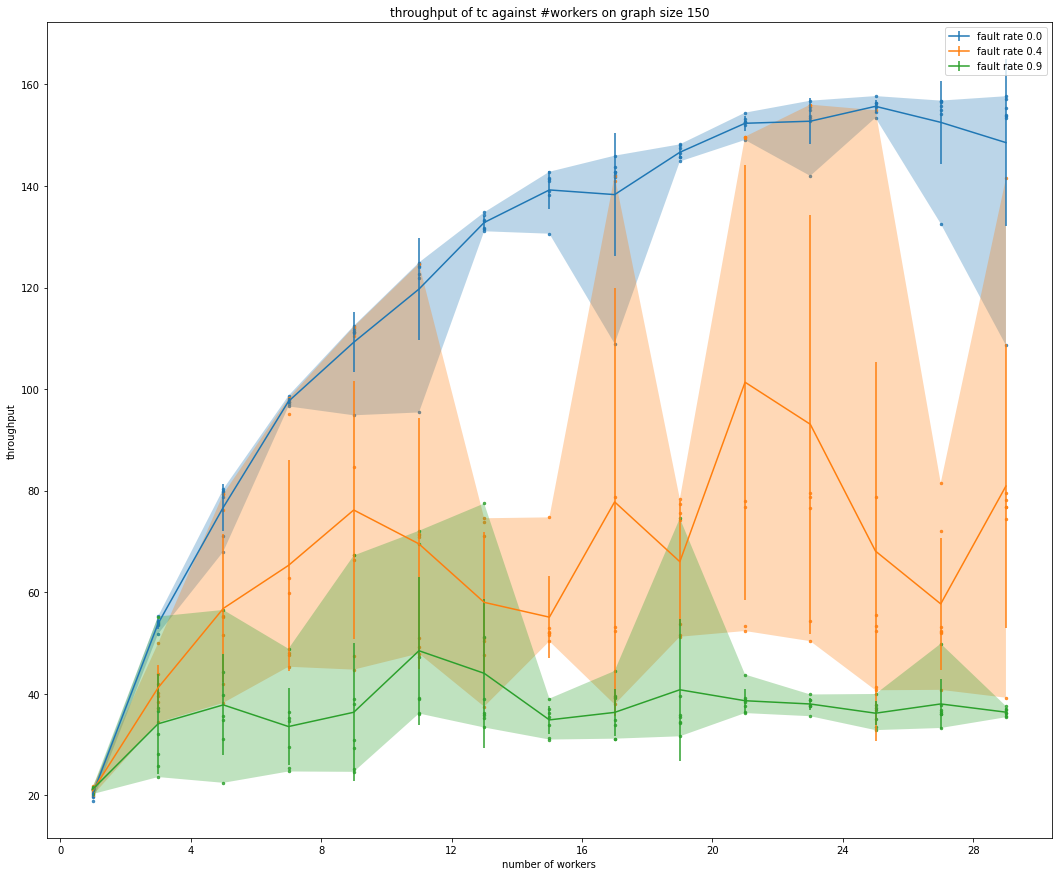 throughput of tc against #workers on graph size 150
fault rate 0.0
fault rate 0.4
fault rate 0.9
throughput
160
140
120
100
80
60
40
20
0 4 8 12 16 20 24 28
number of workers